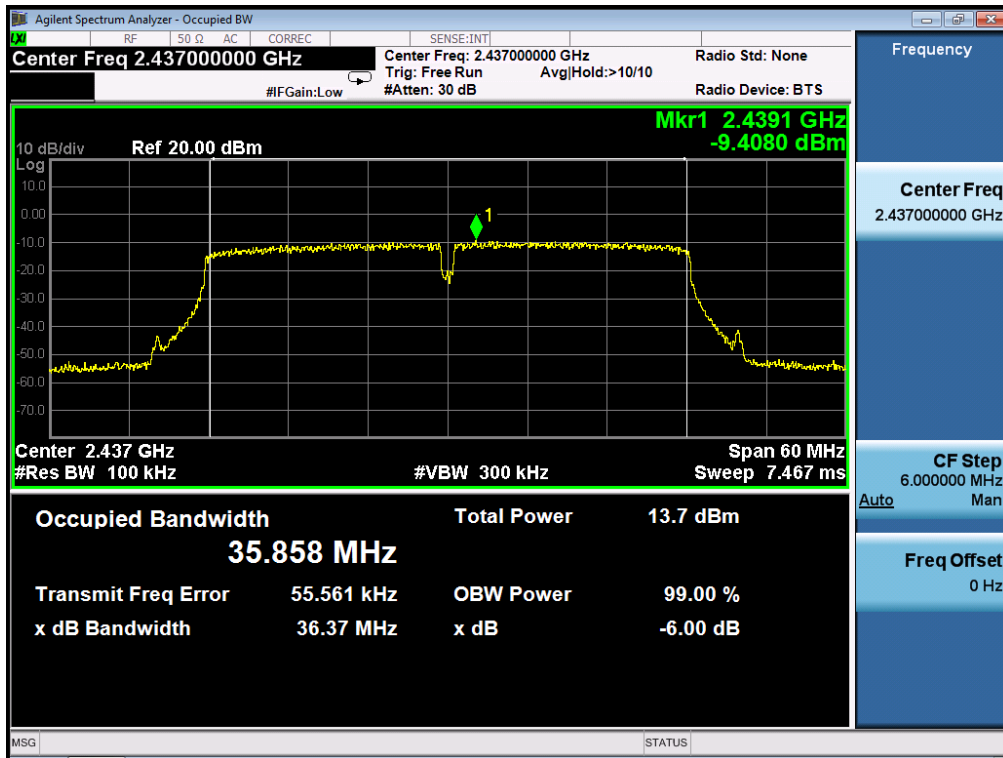 Agilent Spectrum Analyzer - Occupied BW
LXI RF 50 Ω AC CORREC SENSE:INT
Center Freq 2.437000000 GHz
#IFGain:Low
Center Freq: 2.437000000 GHz
Trig: Free Run Avg|Hold:>10/10
#Atten: 30 dB
Radio Std: None
Radio Device: BTS
Mkr1 2.4391 GHz
-9.4080 dBm
10 dB/div Ref 20.00 dBm
Log
10.0
0.00
-10.0
-20.0
-30.0
-40.0
-50.0
-60.0
-70.0
1
Center 2.437 GHz Span 60 MHz
#Res BW 100 kHz #VBW 300 kHz Sweep 7.467 ms
Occupied Bandwidth Total Power 13.7 dBm
35.858 MHz
Transmit Freq Error 55.561 kHz OBW Power 99.00 %
x dB Bandwidth 36.37 MHz x dB -6.00 dB
MSG STATUS
Frequency
Center Freq
2.437000000 GHz
CF Step
6.000000 MHz
Auto Man
Freq Offset
0 Hz